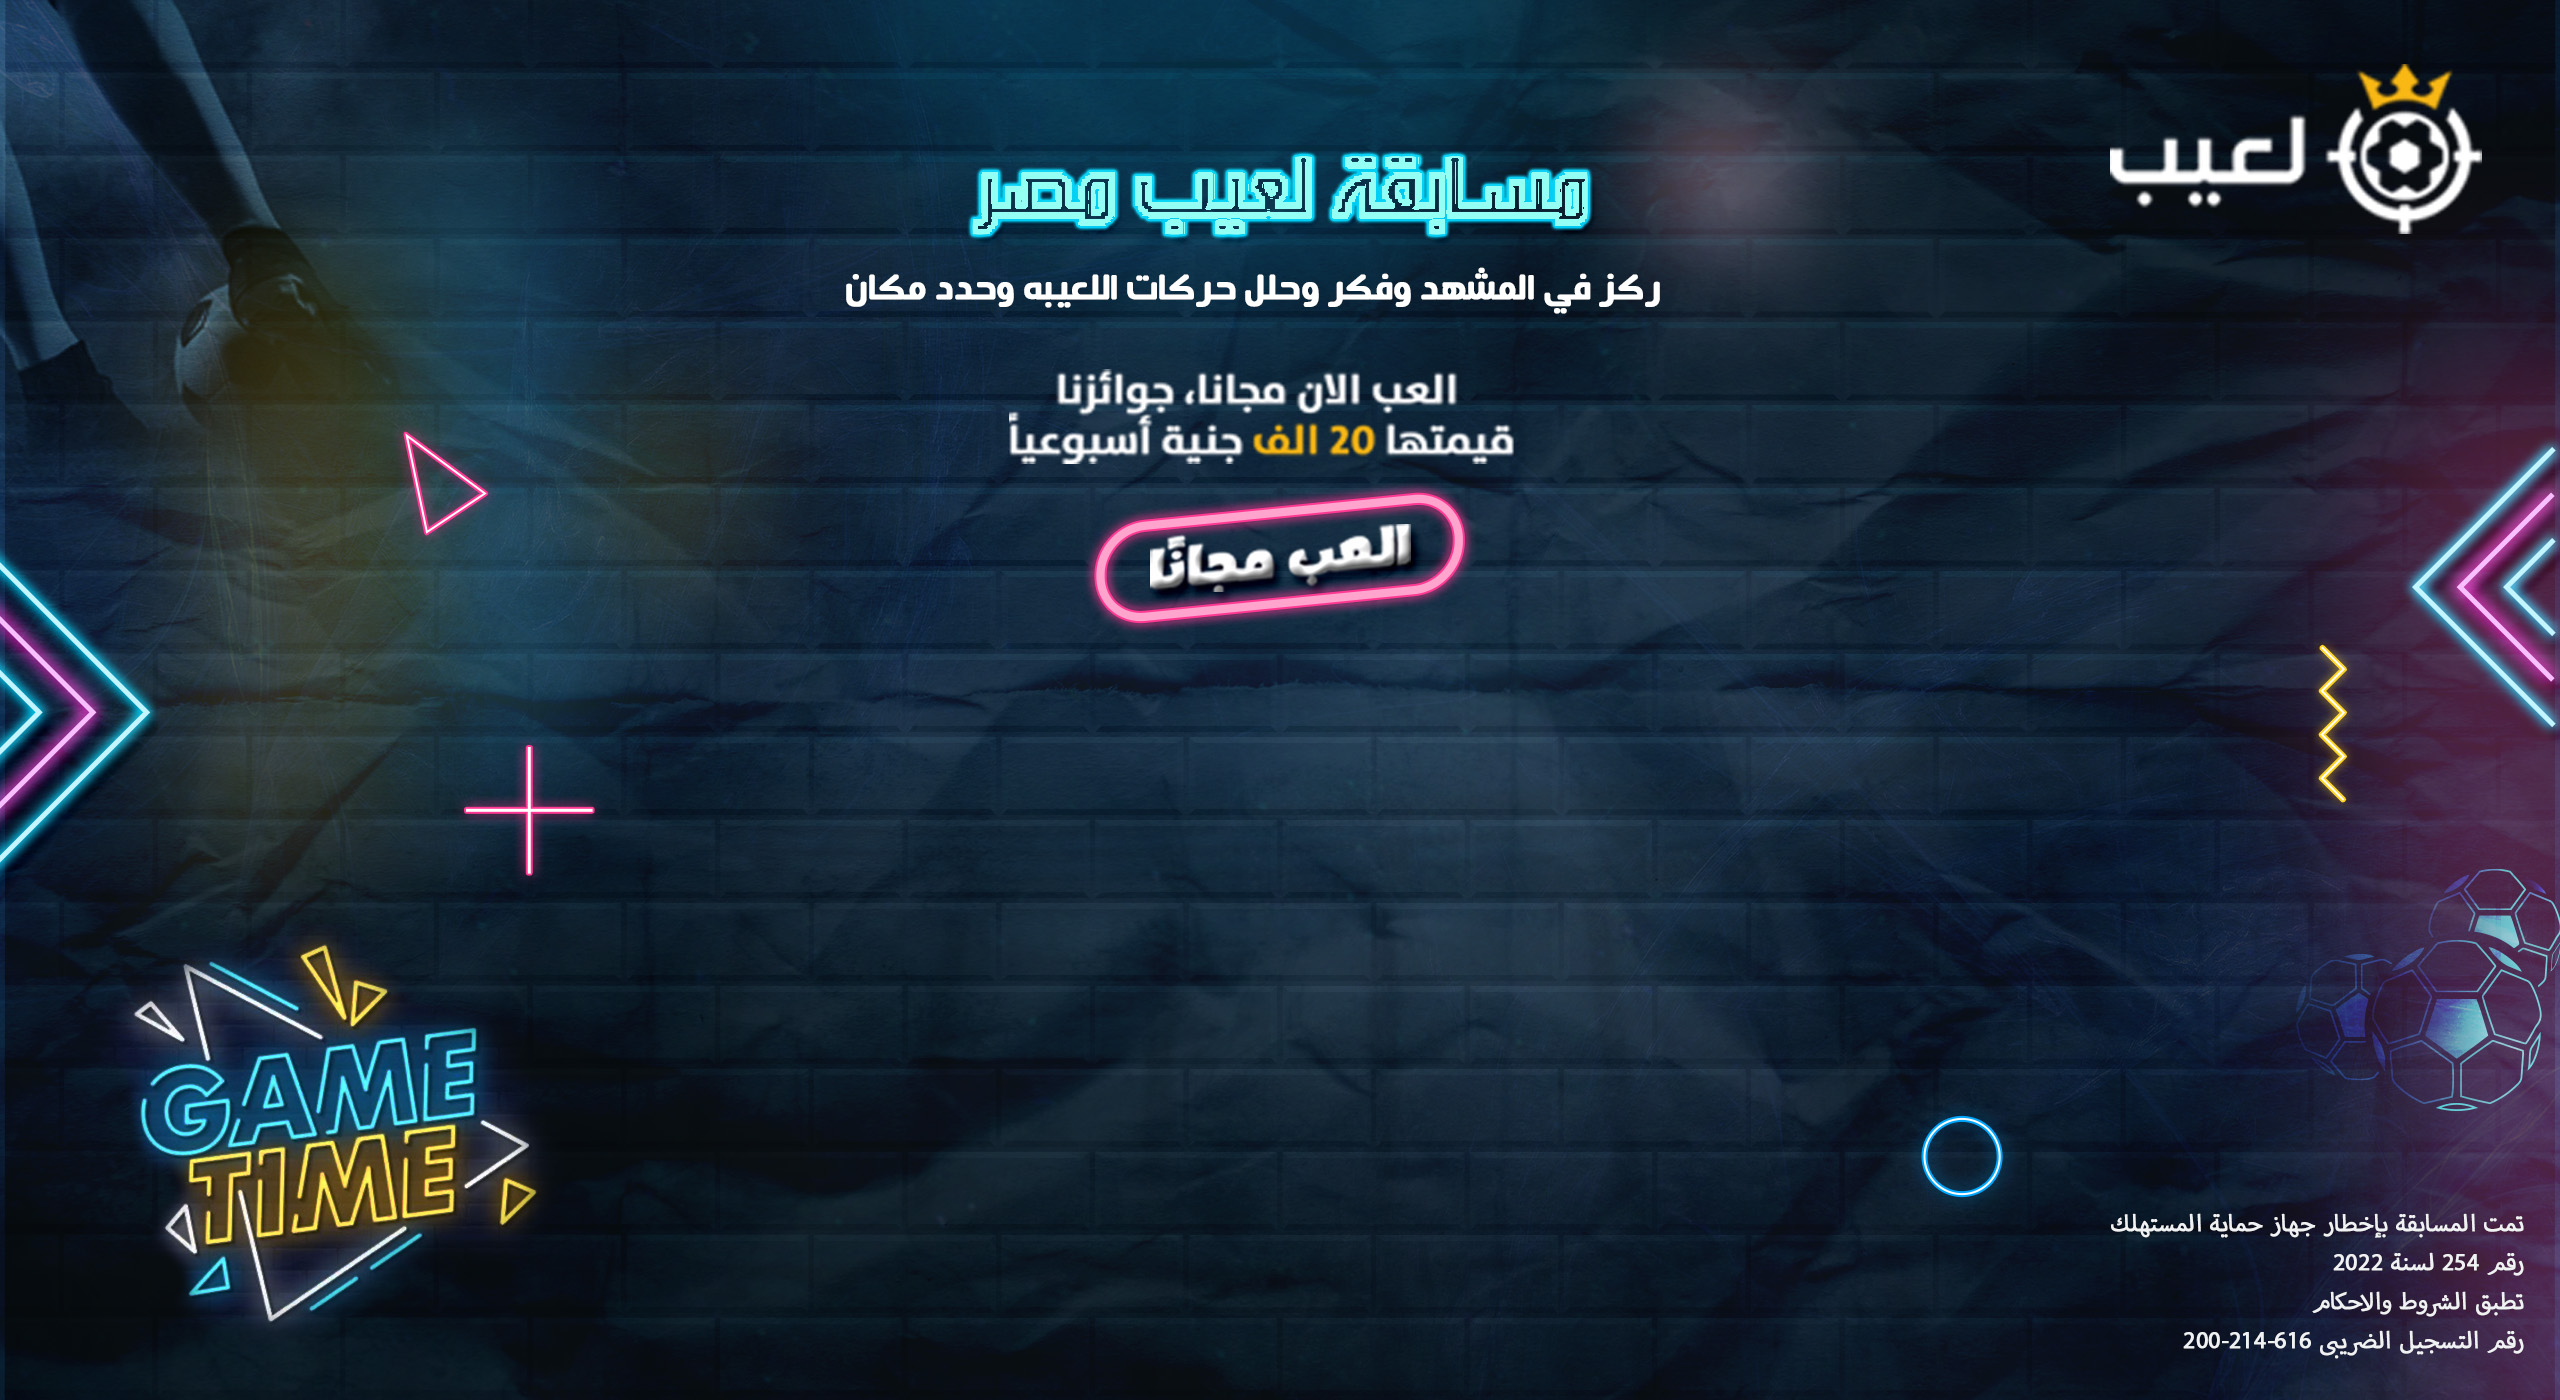 لعيب
مسابقة لعيب مصر
ركز في المشهد وفكر وحلل حركات اللعيبه وحدد مكان
العب الان مجانا، جوائزنا
قيمتها 20 الف جنية أسبوعياً
العب مجانًا
GAME
TIME
تمت المسابقة بإخطار جهاز حماية المستهلك
رقم 254 لسنة 2022
تطبق الشروط والاحكام
رقم التسجيل الضريبى 616-214-200